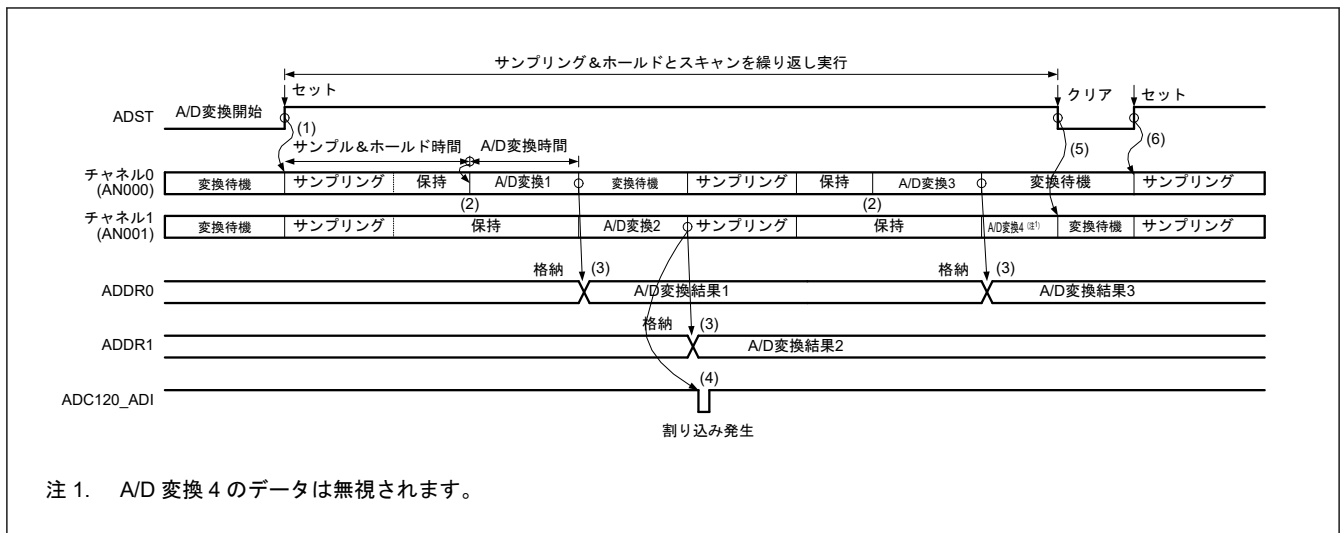 サンプリング＆ホールドとスキャンを繰り返し実行
ADST
A/D変換開始
セット
クリア
セット
(1)
(5)
(6)
サンプル＆ホールド時間
A/D変換時間
チャネル0
(AN000)
変換待機
サンプリング
保持
A/D変換1
変換待機
サンプリング
保持
A/D変換3
変換待機
サンプリング
(2)
(2)
チャネル1
(AN001)
変換待機
サンプリング
保持
A/D変換2
サンプリング
保持
A/D変換4 (注1)
変換待機
サンプリング
格納
(3)
格納
(3)
ADDR0
A/D変換結果1
A/D変換結果3
格納
(3)
ADDR1
A/D変換結果2
(4)
ADC120_ADI
割り込み発生
注 1. A/D 変換 4 のデータは無視されます。